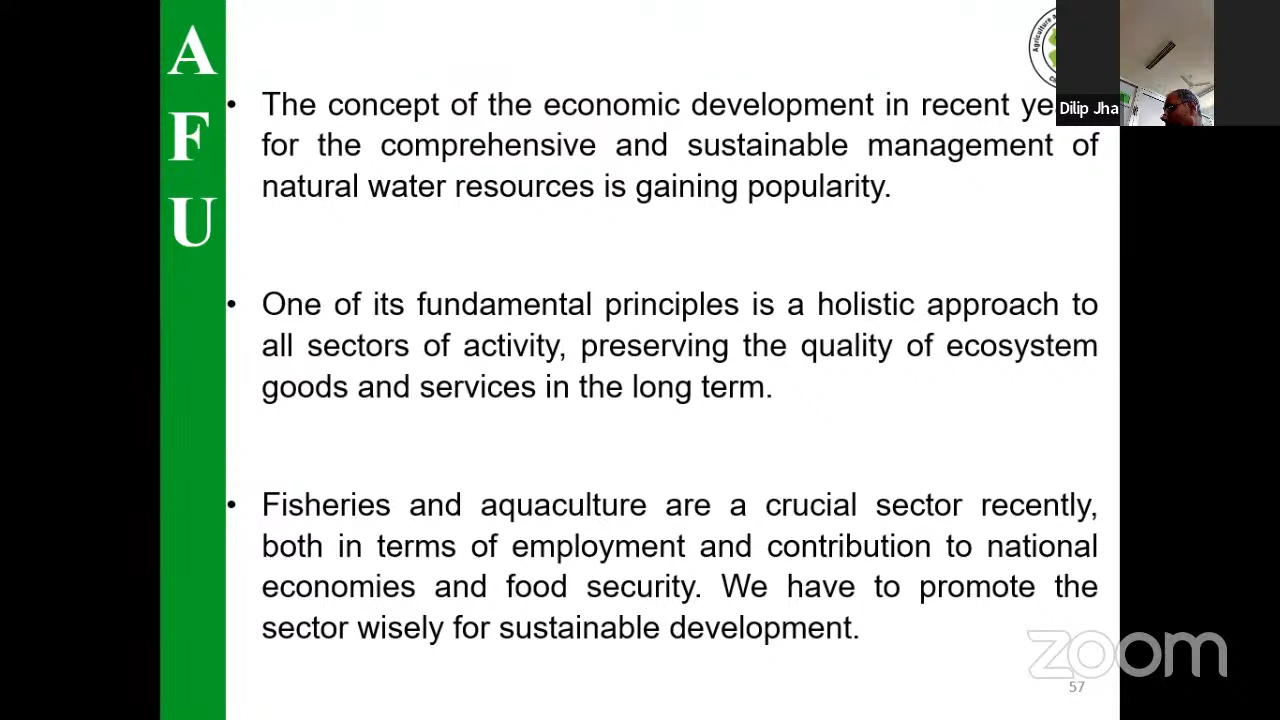 A
F
U
Agriculture a
Dilip Jha
• The concept of the economic development in recent ye
for the comprehensive and sustainable management of
natural water resources is gaining popularity.
• One of its fundamental principles is a holistic approach to
all sectors of activity, preserving the quality of ecosystem
goods and services in the long term.
• Fisheries and aquaculture are a crucial sector recently,
both in terms of employment and contribution to national
economies and food security. We have to promote the
sector wisely for sustainable development.
zoom
57